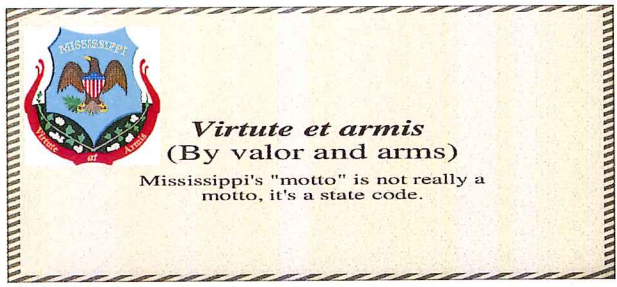 MISSISSIPPI
Virtute et Armis
Virtute et armis
(By valor and arms)
Mississippi's "motto" is not really a
motto, it's a state code.